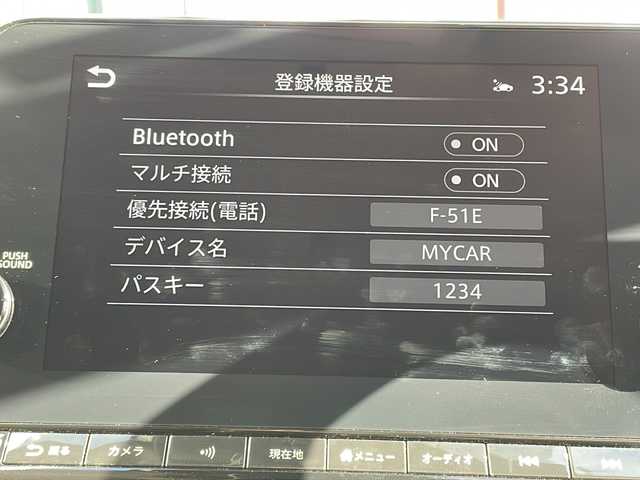 登録機器設定 3:34
Bluetooth ON
マルチ接続 ON
優先接続(電話) F-51E
デバイス名 MYCAR
パスキー 1234
PUSH
SOUND
戻る カメラ 現在地 メニュー オーディオ